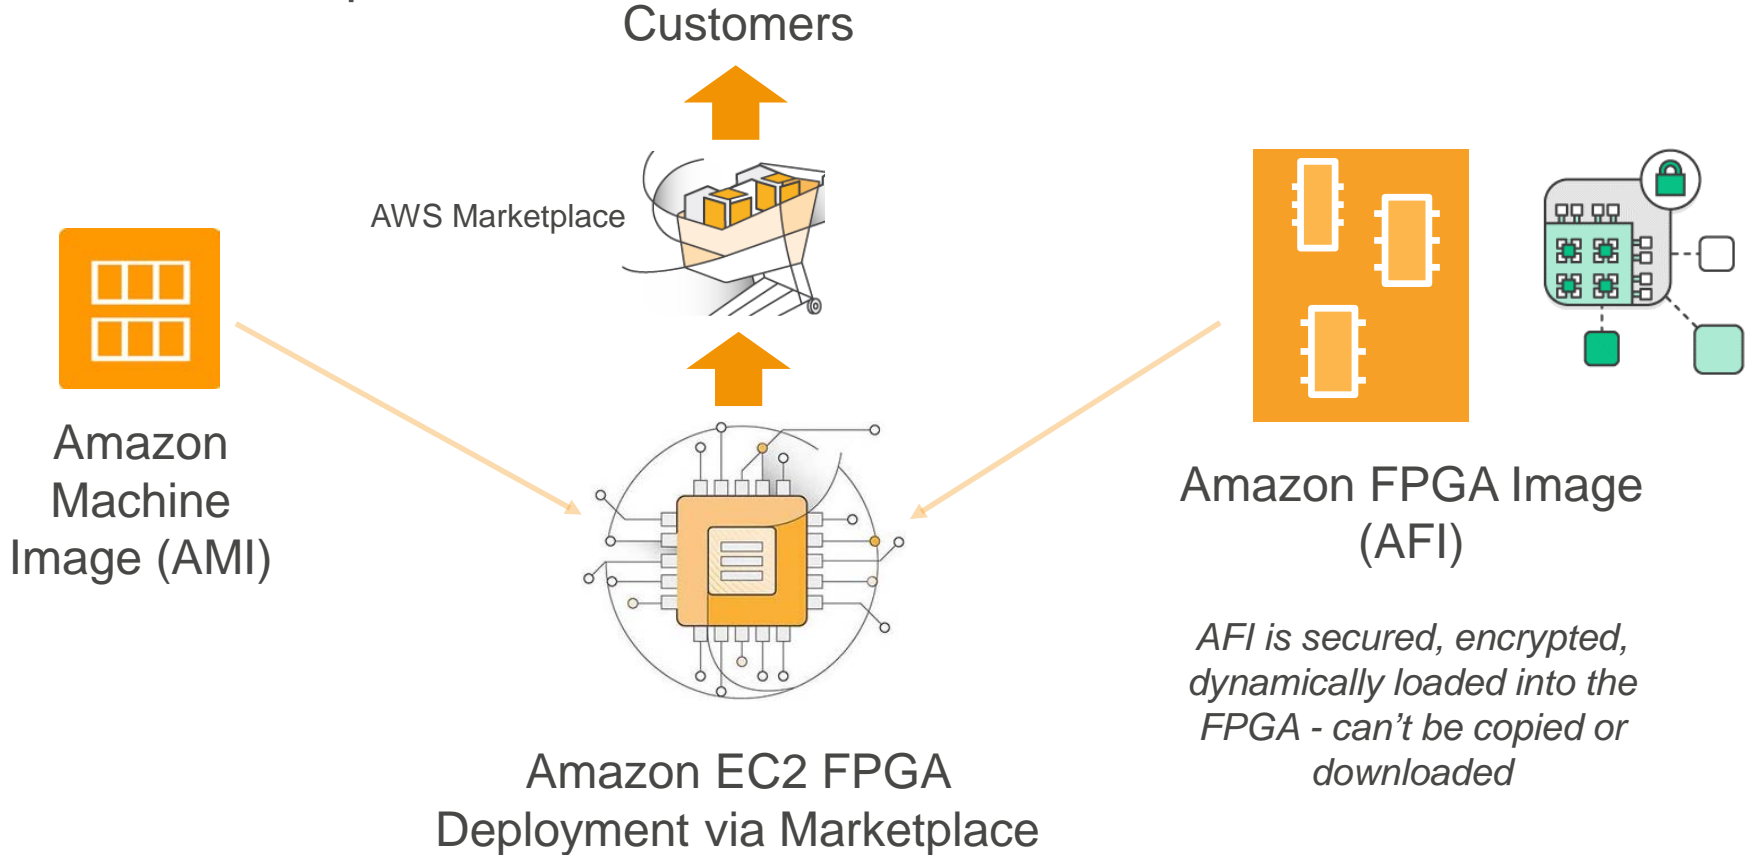 Customers
AWS Marketplace
Amazon
Machine
Image (AMI)
Amazon FPGA Image
(AFI)
AFI is secured, encrypted,
dynamically loaded into the
FPGA - can't be copied or
downloaded
Amazon EC2 FPGA
Deployment via Marketplace